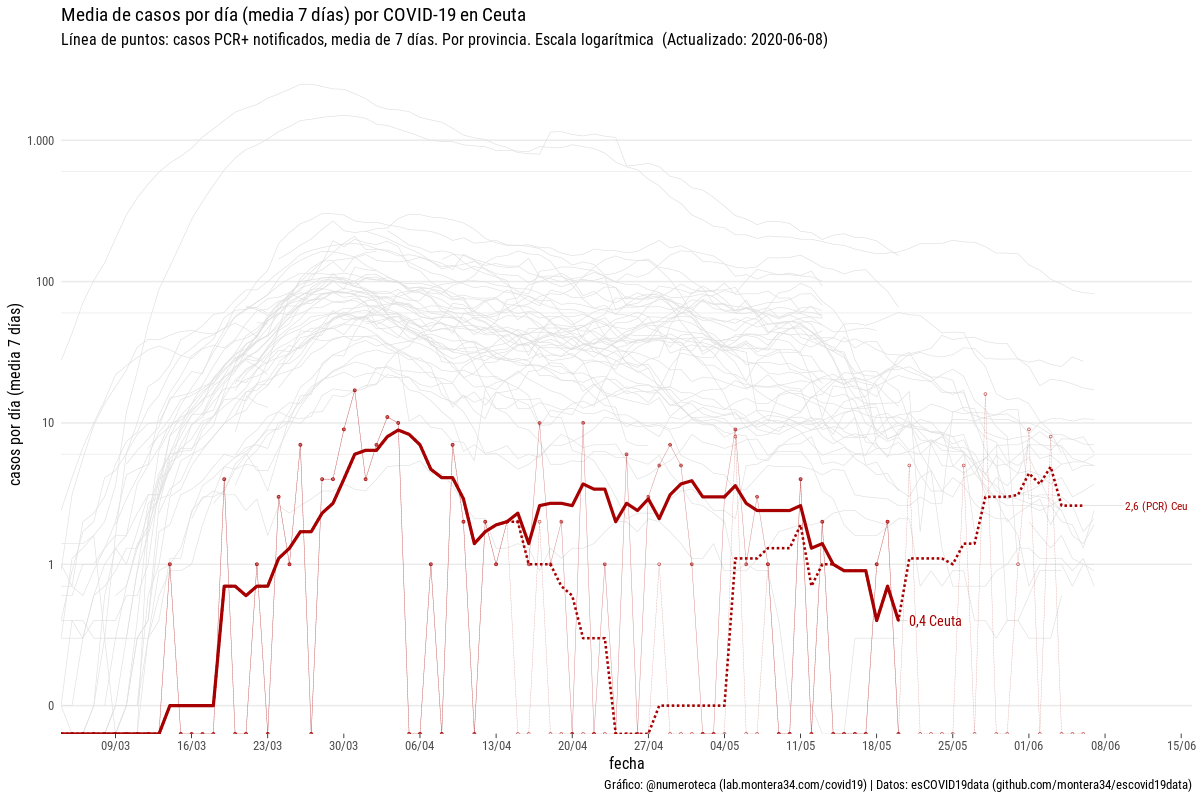 Media de casos por día (media 7 días) por COVID-19 en Ceuta
Línea de puntos: casos PCR+ notificados, media de 7 días. Por provincia. Escala logarítmica  (Actualizado: 2020-06-08)
casos por día (media 7 días)
1.000
100
10
1
0
2,6 (PCR) Ceu
0,4 Ceuta
09/03 16/03 23/03 30/03 06/04 13/04 20/04 27/04 04/05 11/05 18/05 25/05 01/06 08/06 15/06
fecha
Gráfico: @numeroteca (lab.montera34.com/covid19) | Datos: esCOVID19data (github.com/montera34/escovid19data)